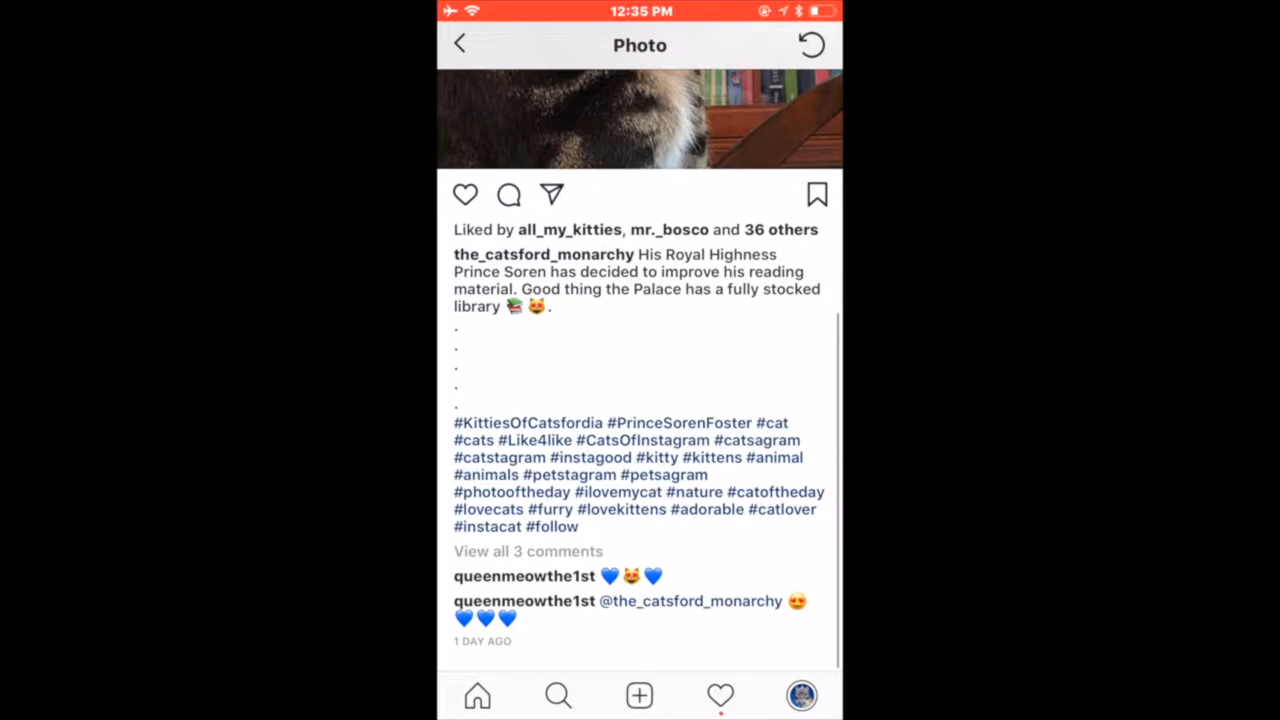 12:35 PM
Photo
Liked by all_my_kitties, mr._bosco and 36 others
the_catsford_monarchy His Royal Highness
Prince Soren has decided to improve his reading
material. Good thing the Palace has a fully stocked
library 📚 😻.
.
.
.
.
.
#KittiesOfCatsfordia #PrinceSorenFoster #cat
#cats #Like4like #CatsOfInstagram #catsagram
#catstagram #instagood #kitty #kittens #animal
#animals #petstagram #petsagram
#photooftheday #ilovemycat #nature #catoftheday
#lovecats #furry #lovekittens #adorable #catlover
#instacat #follow
View all 3 comments
queenmeowthe1st 💙 😻 💙
queenmeowthe1st @the_catsford_monarchy 😍
💙 💙 💙
1 DAY AGO